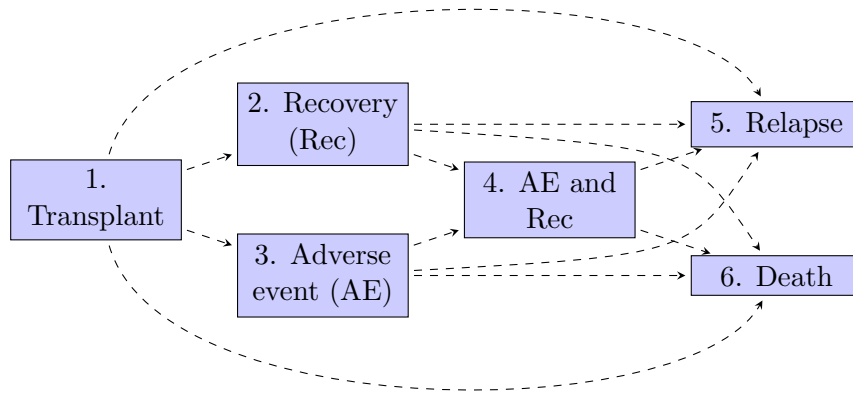 1.
Transplant
2. Recovery
(Rec)
3. Adverse
event (AE)
4. AE and
Rec
5. Relapse
6. Death